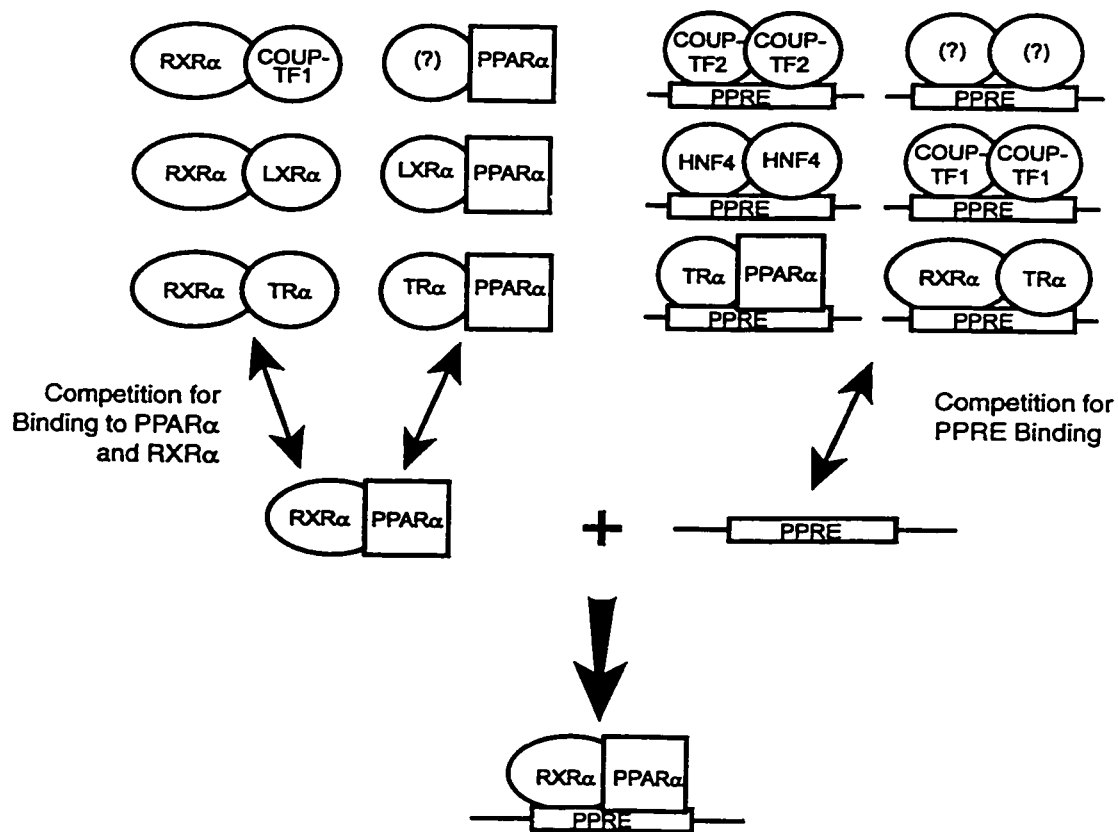 RXRα COUP-TF1 (?) PPARα
COUP-TF2 COUP-TF2 PPRE
(?) (?) PPRE
RXRα LXRα LXRα PPARα
HNF4 HNF4 PPRE
COUP-TF1 COUP-TF1 PPRE
RXRα TRα TRα PPARα
TRα PPARα PPRE
RXRα TRα PPRE
Competition for
Binding to PPARα
and RXRα
Competition for
PPRE Binding
RXRα PPARα + PPRE
RXRα PPARα
PPRE